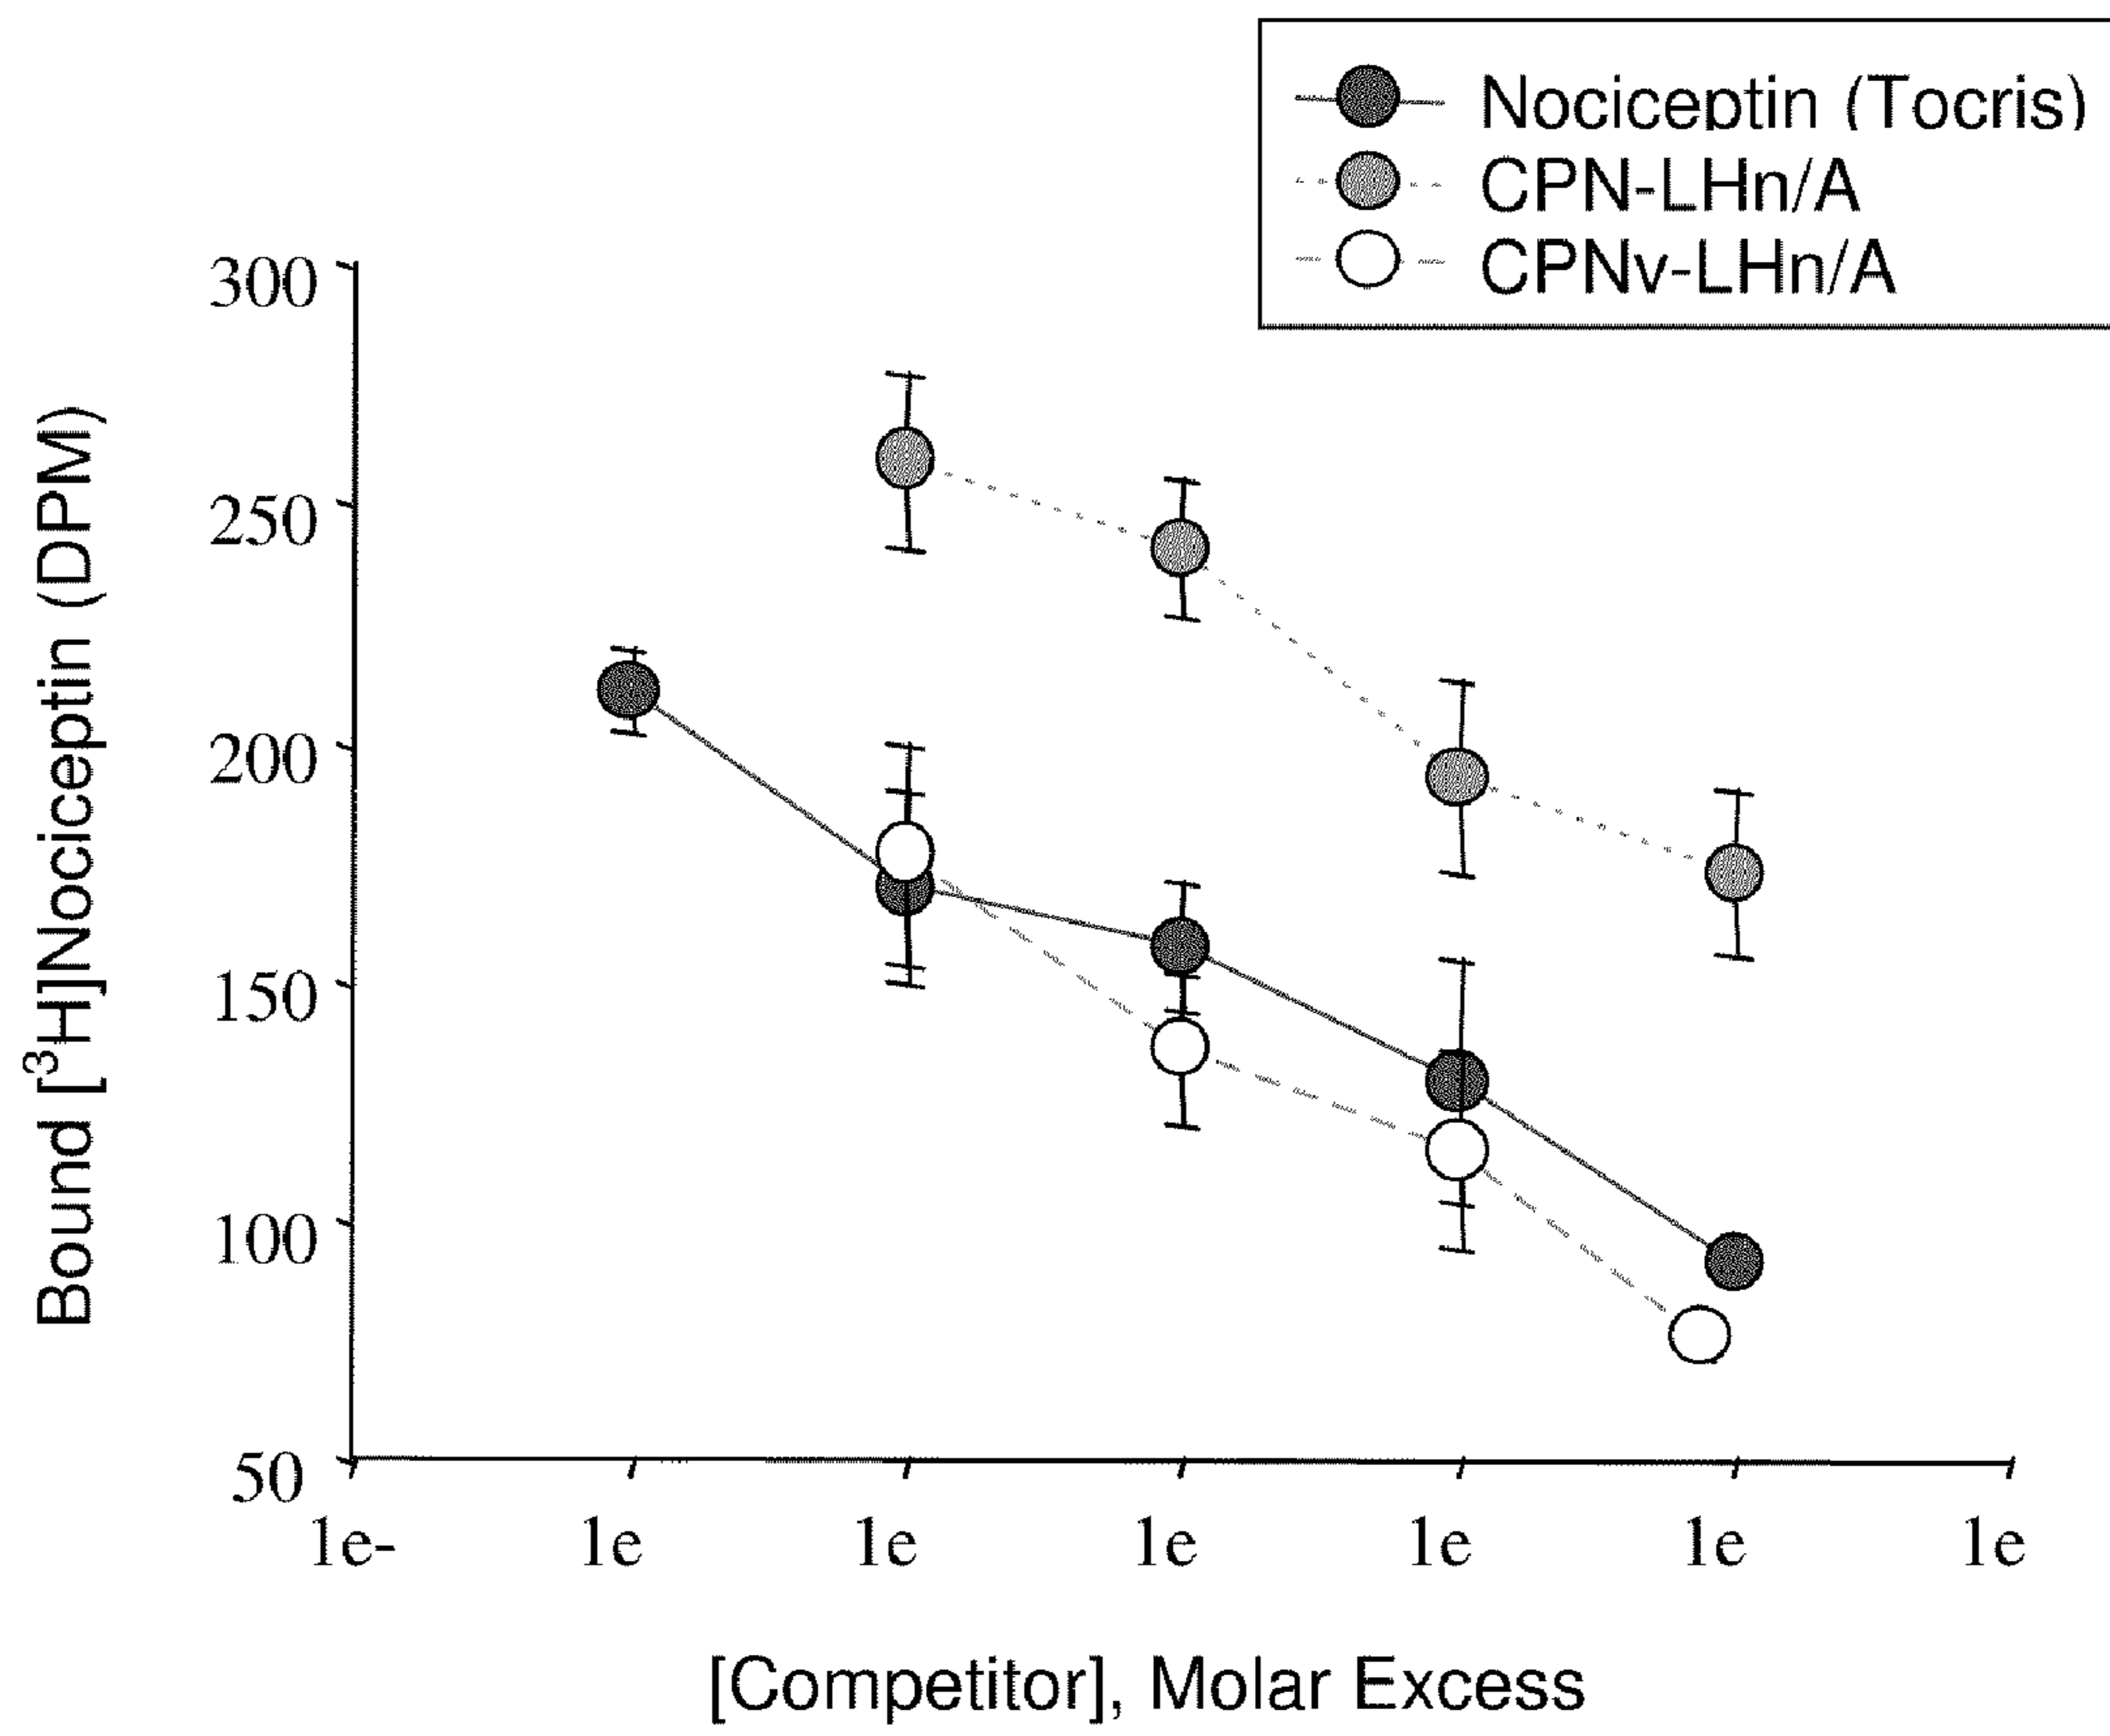 Nociceptin (Tocris)
CPN-LHn/A
CPNv-LHn/A
300
250
200
150
100
50
Bound [³H]Nociceptin (DPM)
1e- 1e 1e 1e 1e 1e 1e
[Competitor], Molar Excess